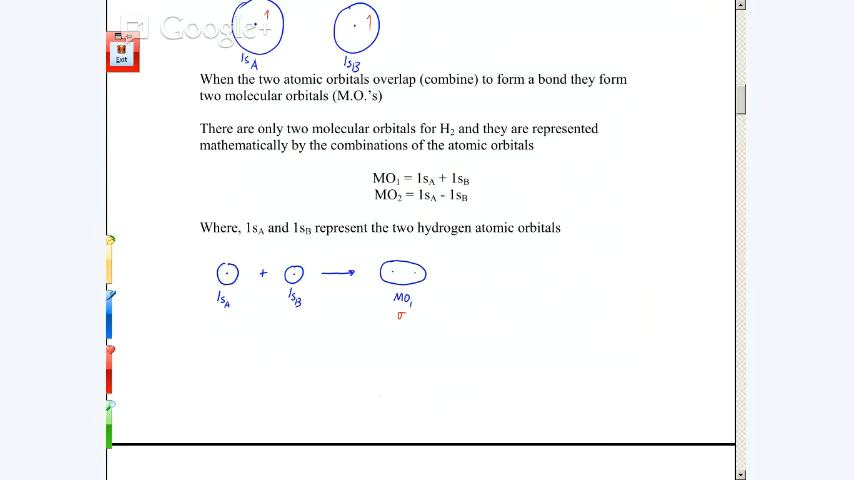 Google+
↑ ↑
1sA 1sB
Exit
When the two atomic orbitals overlap (combine) to form a bond they form
two molecular orbitals (M.O.'s)
There are only two molecular orbitals for H₂ and they are represented
mathematically by the combinations of the atomic orbitals
MO₁ = 1sA + 1sB
MO₂ = 1sA - 1sB
Where, 1sA and 1sB represent the two hydrogen atomic orbitals
+ →
1sA 1sB MO₁
σ